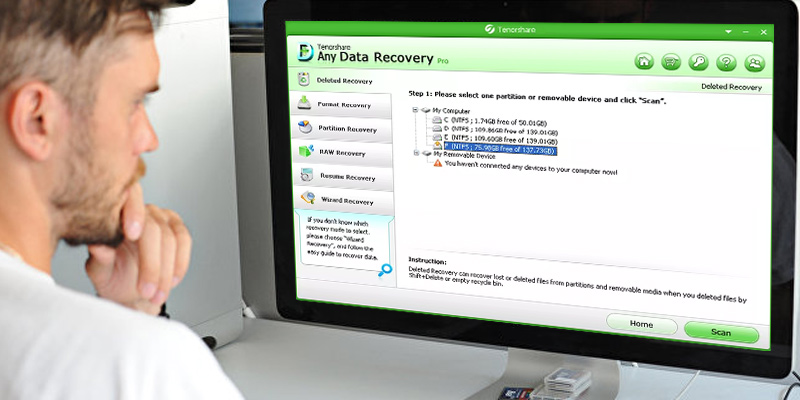 Tenorshare
Tenorshare
Any Data Recovery Pro
Deleted Recovery
Deleted Recovery
Format Recovery
Partition Recovery
RAW Recovery
Resume Recovery
Wizard Recovery
If you don't know which
recovery mode to select,
please choose "Wizard
Recovery", and follow the
easy guide to recover data.
Step 1: Please select one partition or removable device and click "Scan".
My Computer
C (NTFS ; 1.74GB free of 50.01GB)
D (NTFS ; 109.86GB free of 139.01GB)
E (NTFS ; 109.60GB free of 139.01GB)
F (NTFS ; 75.98GB free of 137.73GB)
My Removable Device
You haven't connected any devices to your computer now!
Instruction:
Deleted Recovery can recover lost or deleted files from partitions and removable media when you deleted files by
Shift+Delete or empty recycle bin.
Home
Scan